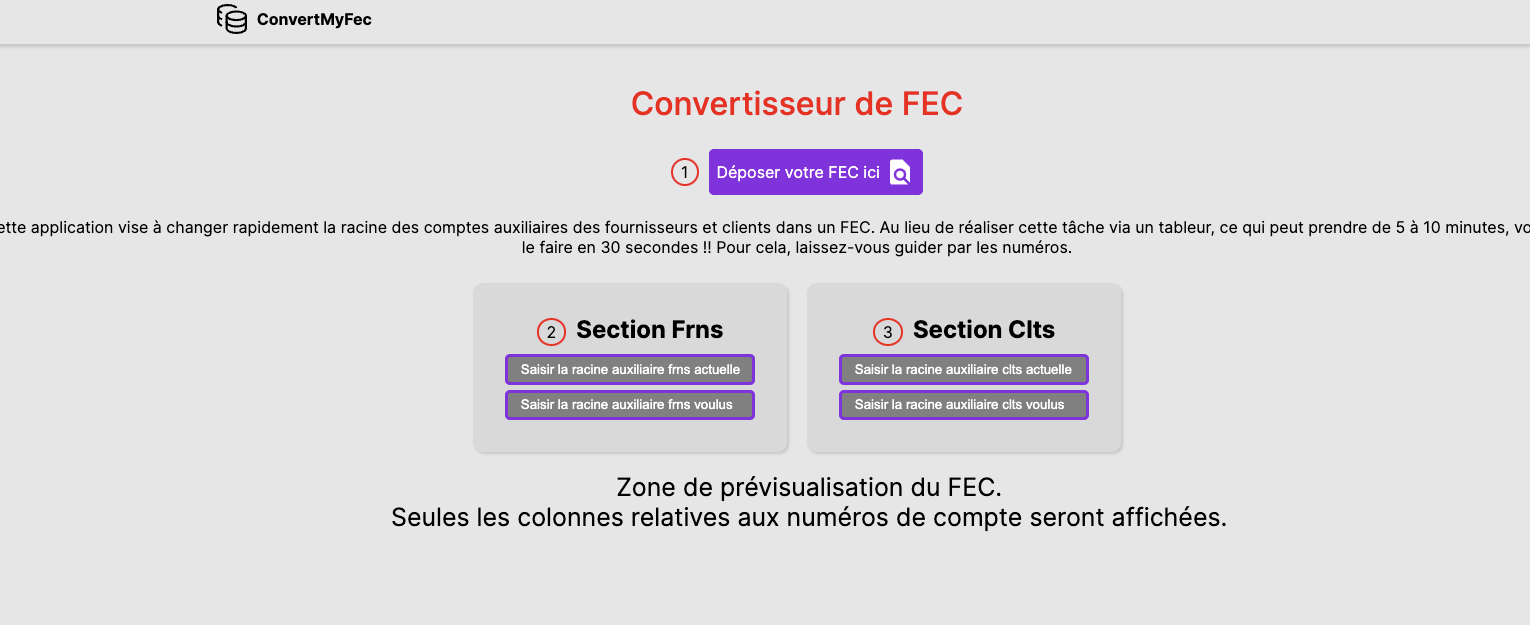 ConvertMyFec
Convertisseur de FEC
1
Déposer votre FEC ici
ette application vise à changer rapidement la racine des comptes auxiliaires des fournisseurs et clients dans un FEC. Au lieu de réaliser cette tâche via un tableur, ce qui peut prendre de 5 à 10 minutes, vo
le faire en 30 secondes !! Pour cela, laissez-vous guider par les numéros.
2 Section Frns
Saisir la racine auxiliaire frns actuelle
Saisir la racine auxiliaire frns voulus
3 Section Clts
Saisir la racine auxiliaire clts actuelle
Saisir la racine auxiliaire clts voulus
Zone de prévisualisation du FEC.
Seules les colonnes relatives aux numéros de compte seront affichées.